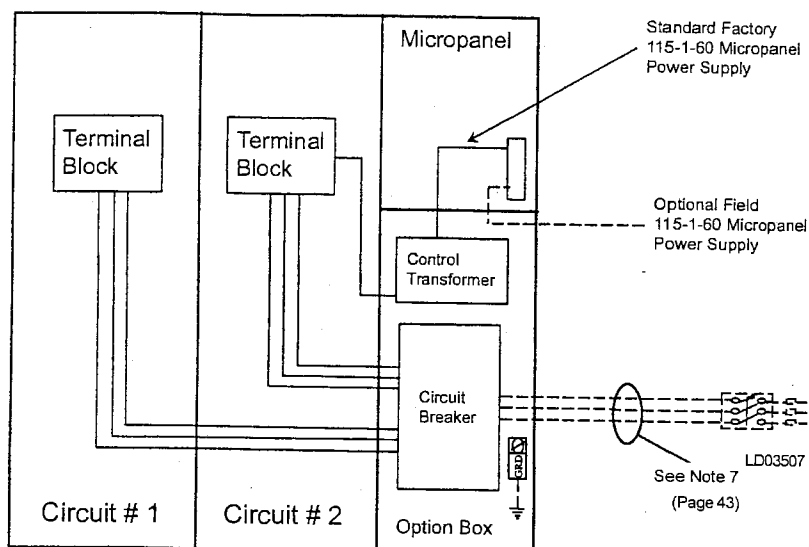 Micropanel
Standard Factory
115-1-60 Micropanel
Power Supply
Terminal
Block
Terminal
Block
Optional Field
115-1-60 Micropanel
Power Supply
Control
Transformer
Circuit
Breaker
GRD
LD03507
See Note 7
(Page 43)
Circuit # 1
Circuit # 2
Option Box